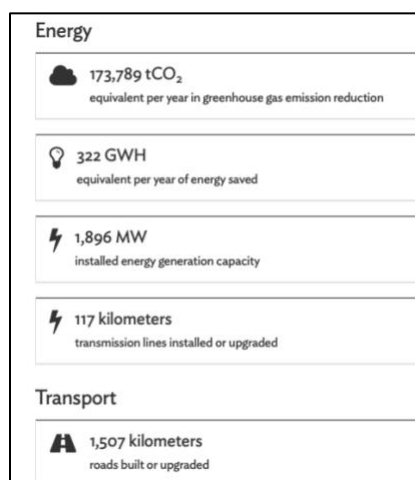 Energy
173,789 tCO₂
equivalent per year in greenhouse gas emission reduction
322 GWH
equivalent per year of energy saved
1,896 MW
installed energy generation capacity
117 kilometers
transmission lines installed or upgraded
Transport
1,507 kilometers
roads built or upgraded